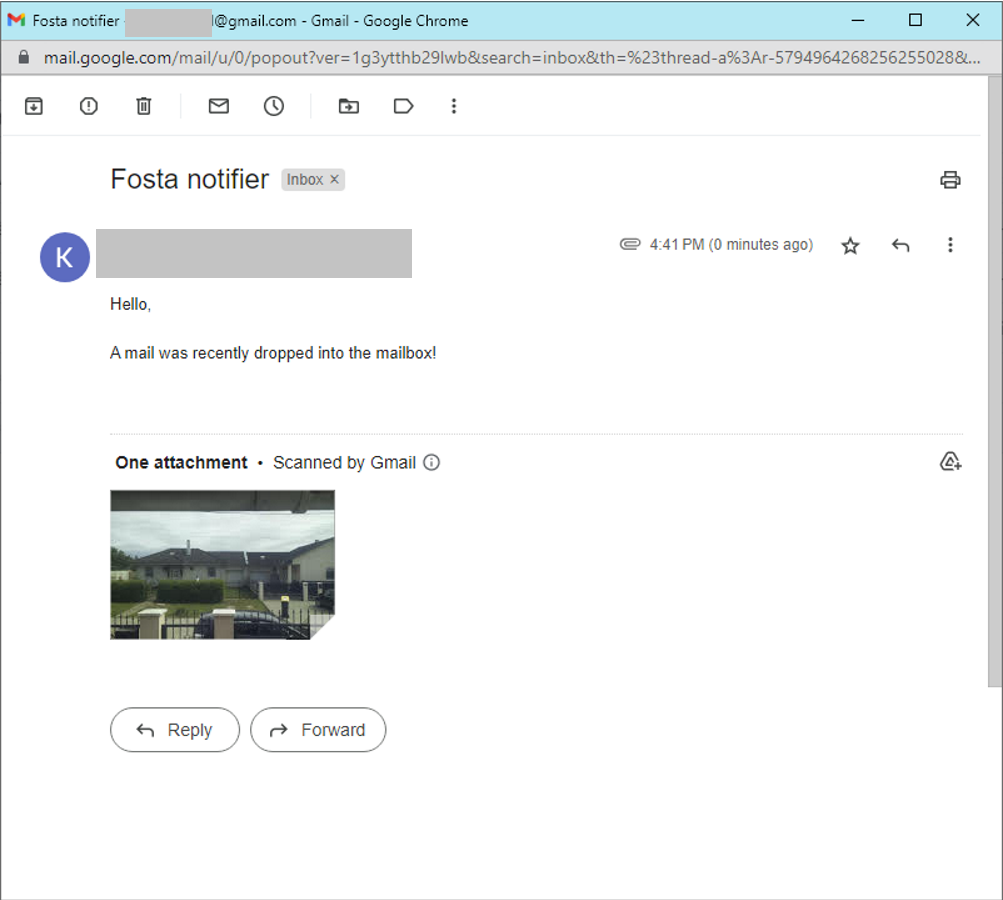 Fosta notifier - l@gmail.com - Gmail - Google Chrome
mail.google.com/mail/u/0/popout?ver=1g3ytthb29lwb&search=inbox&th=%23thread-a%3Ar-5794964268256255028&...
Fosta notifier Inbox ×
K
4:41 PM (0 minutes ago)
Hello,
A mail was recently dropped into the mailbox!
One attachment • Scanned by Gmail
Reply Forward